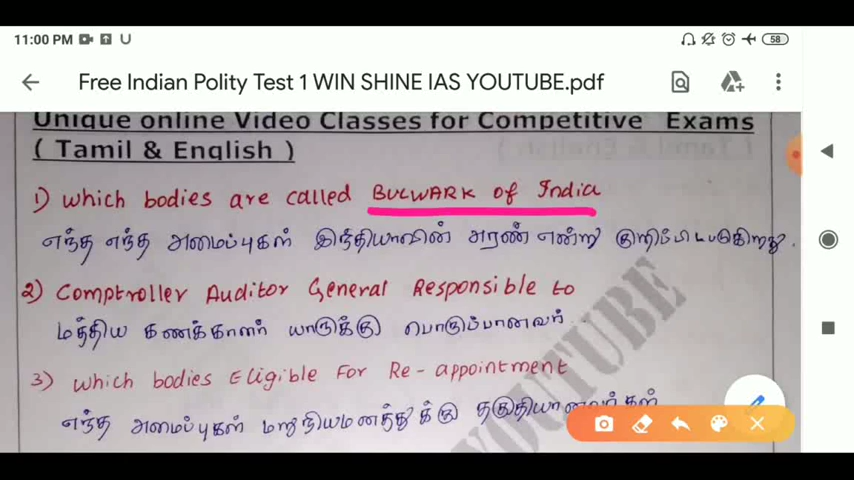 11:00 PM
58
Free Indian Polity Test 1 WIN SHINE IAS YOUTUBE.pdf
Unique online Video Classes for Competitive Exams
( Tamil & English )
1) which bodies are called BULWARK of India
எந்த எந்த அமைப்புகள் இந்தியாவின் அரண் என்று குறிப்பிடபடுகிறது.
2) Comptroller Auditor General Responsible to
மத்திய கணக்காளர் யாருக்கு பொறுப்பானவர்
3) which bodies Eligible For Re-appointment
எந்த அமைப்புகள் மறுநியமனத்துக்கு தகுதியானவர்கள்
YOUTUBE